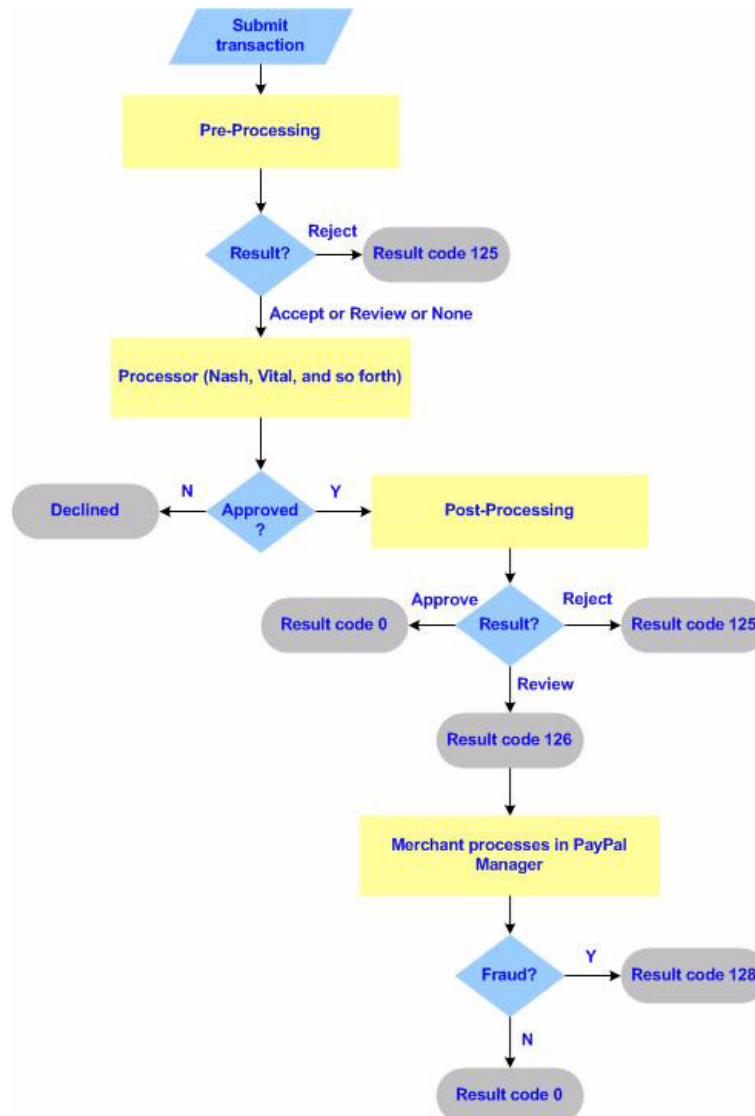 Submit
transaction
Pre-Processing
Reject
Result?
Result code 125
Accept or Review or None
Processor (Nash, Vital, and so forth)
N
Y
Declined
Approved
?
Post-Processing
Approve
Reject
Result code 0
Result?
Result code 125
Review
Result code 126
Merchant processes in PayPal
Manager
Y
Fraud?
Result code 128
N
Result code 0